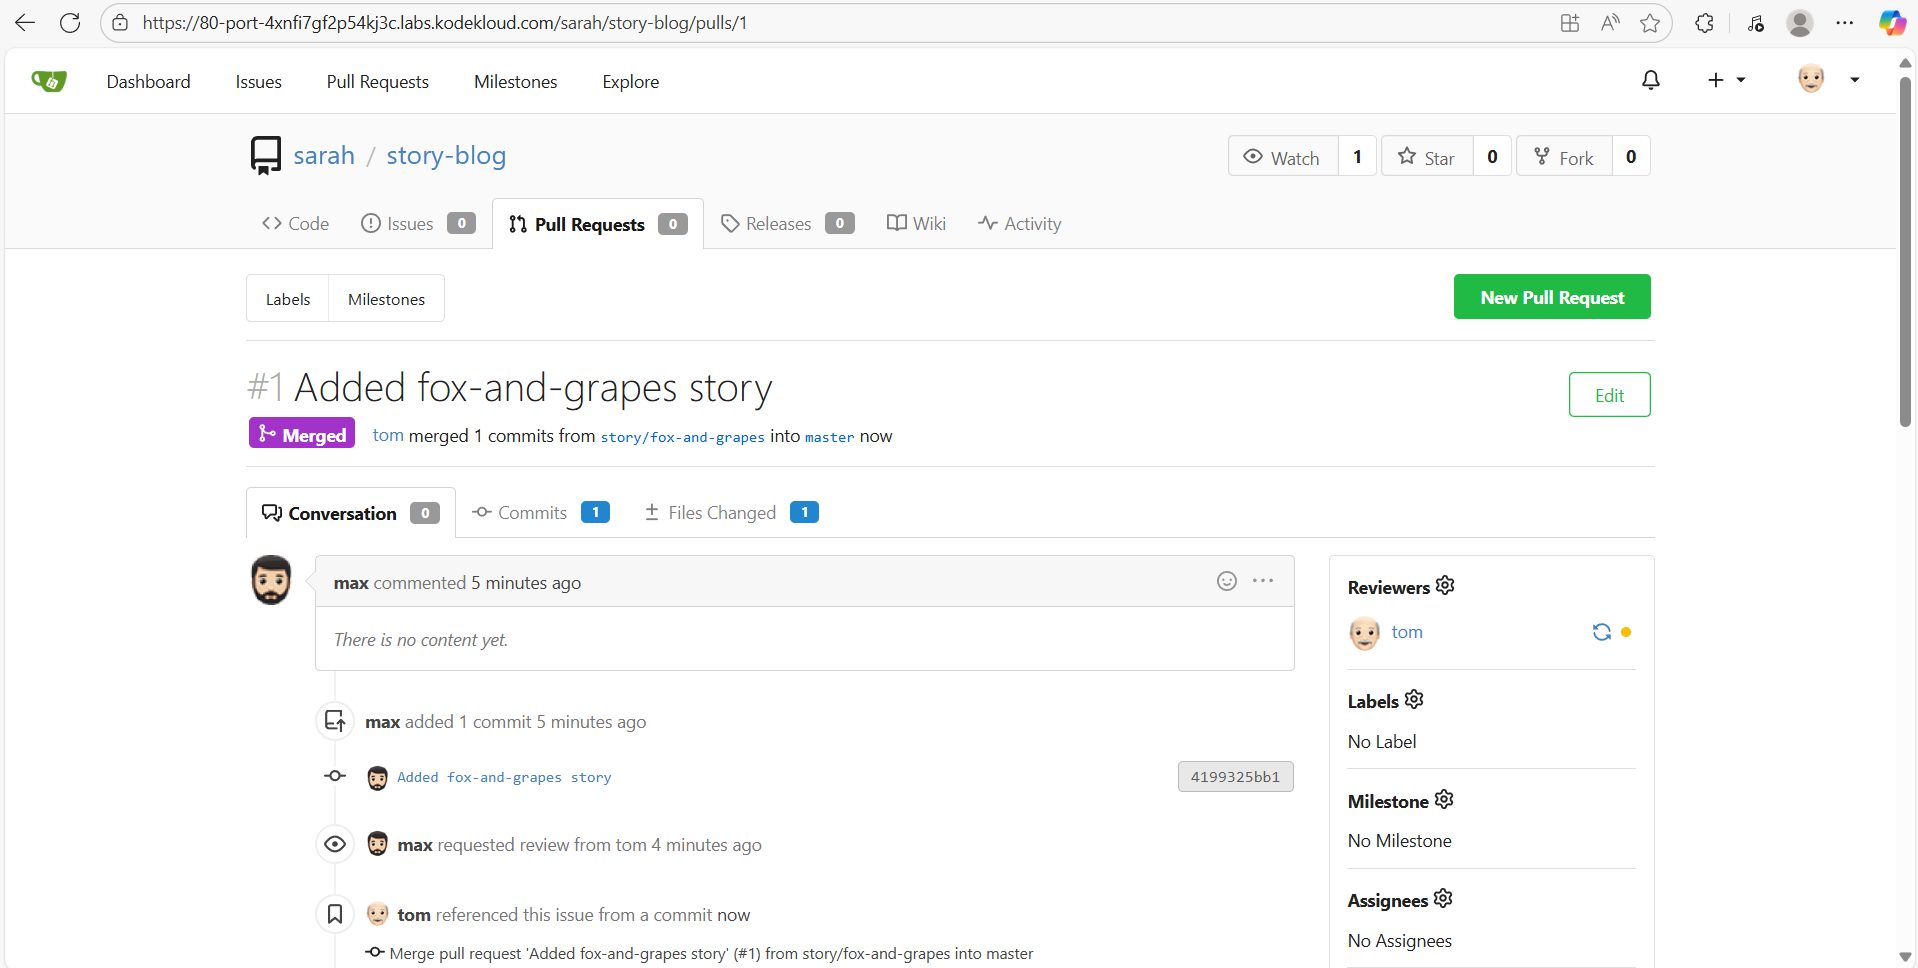 https://80-port-4xnfi7gf2p54kj3c.labs.kodekloud.com/sarah/story-blog/pulls/1
Dashboard Issues Pull Requests Milestones Explore
sarah / story-blog
Watch 1 Star 0 Fork 0
Code Issues 0 Pull Requests 0 Releases 0 Wiki Activity
Labels Milestones
New Pull Request
#1 Added fox-and-grapes story
Edit
Merged tom merged 1 commits from story/fox-and-grapes into master now
Conversation 0 Commits 1 Files Changed 1
max commented 5 minutes ago
There is no content yet.
max added 1 commit 5 minutes ago
Added fox-and-grapes story 4199325bb1
max requested review from tom 4 minutes ago
tom referenced this issue from a commit now
Merge pull request 'Added fox-and-grapes story' (#1) from story/fox-and-grapes into master
Reviewers
tom
Labels
No Label
Milestone
No Milestone
Assignees
No Assignees